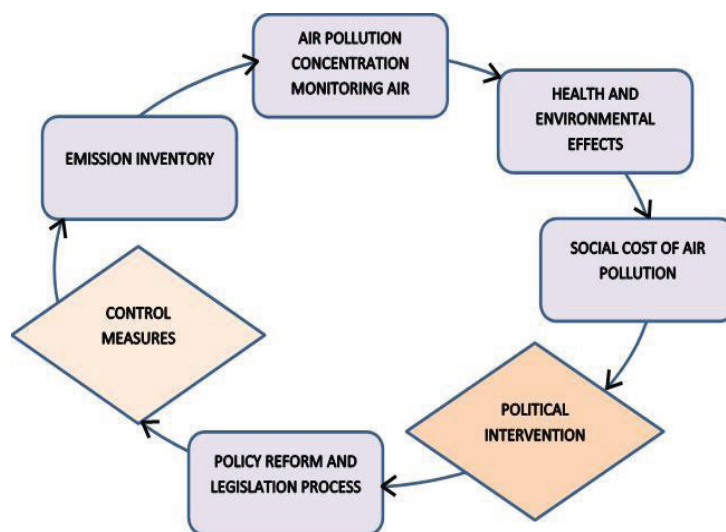 AIR POLLUTION
CONCENTRATION
MONITORING AIR
HEALTH AND
ENVIRONMENTAL
EFFECTS
SOCIAL COST OF AIR
POLLUTION
POLITICAL
INTERVENTION
POLICY REFORM AND
LEGISLATION PROCESS
CONTROL
MEASURES
EMISSION INVENTORY